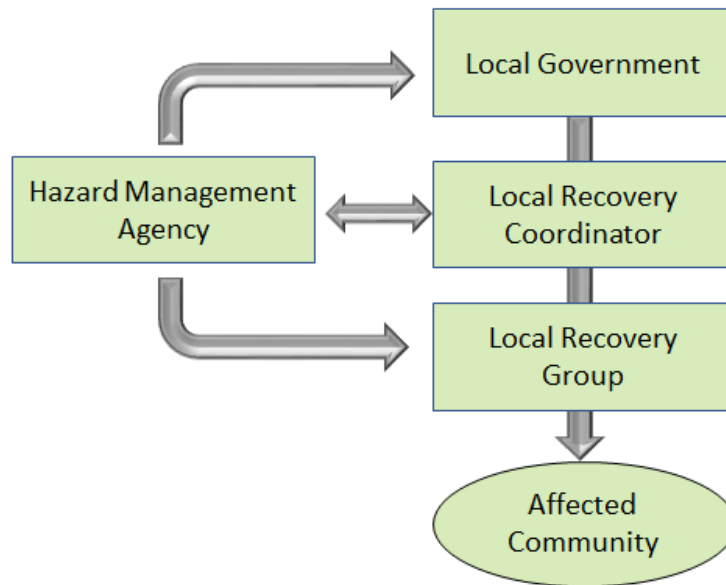 Local Government
Hazard Management
Agency
Local Recovery
Coordinator
Local Recovery
Group
Affected
Community